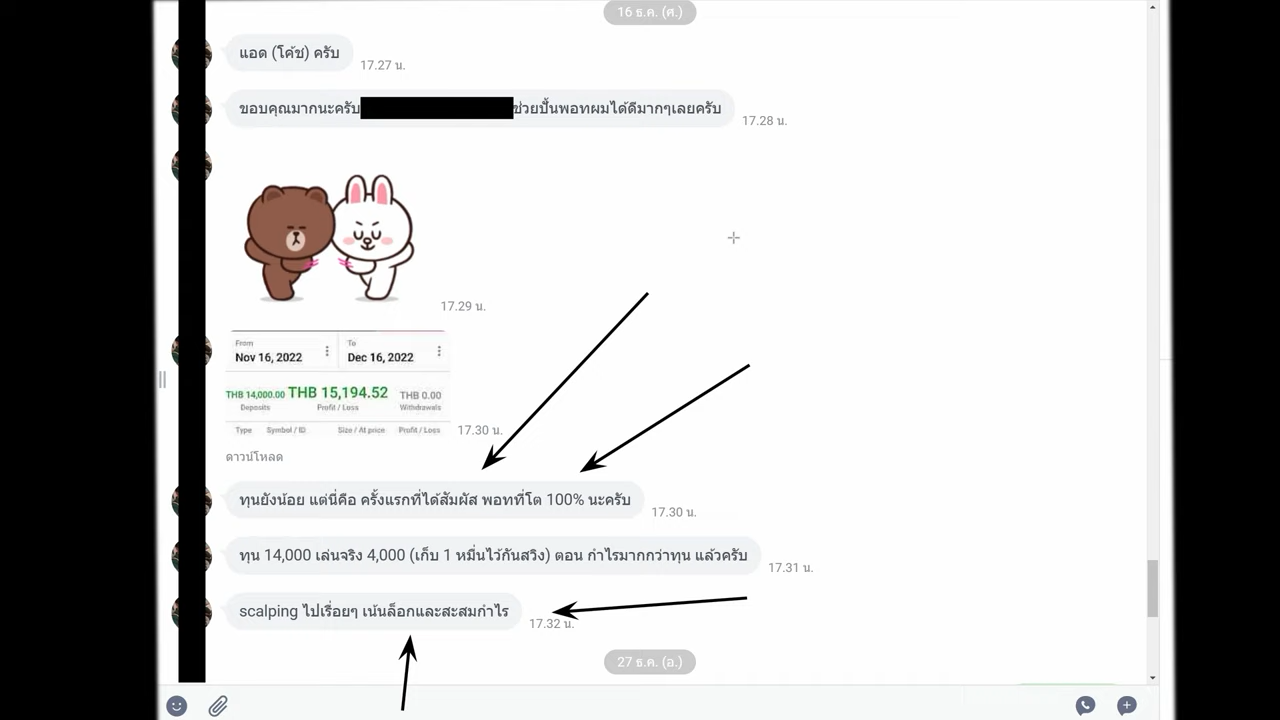 16 ธ.ค. (ศ.)
แอด (โค้ช) ครับ
17.27 น.
ขอบคุณมากนะครับ
ช่วยปั้นพอทผมได้ดีมากๆเลยครับ
17.28 น.
17.29 น.
From
To
Nov 16, 2022
Dec 16, 2022
THB 14,000.00 THB 15,194.52 THB 0.00
Deposits Profit / Loss Withdrawals
Type Symbol / ID Size / At price Profit / Loss
17.30 น.
ดาวน์โหลด
ทุนยังน้อย แต่นี่คือ ครั้งแรกที่ได้สัมผัส พอทที่โต 100% นะครับ
17.30 น.
ทุน 14,000 เล่นจริง 4,000 (เก็บ 1 หมื่นไว้กันสวิง) ตอน กำไรมากกว่าทุน แล้วครับ
17.31 น.
scalping ไปเรื่อยๆ เน้นล็อกและสะสมกำไร
17.32 น.
27 ธ.ค. (อ.)